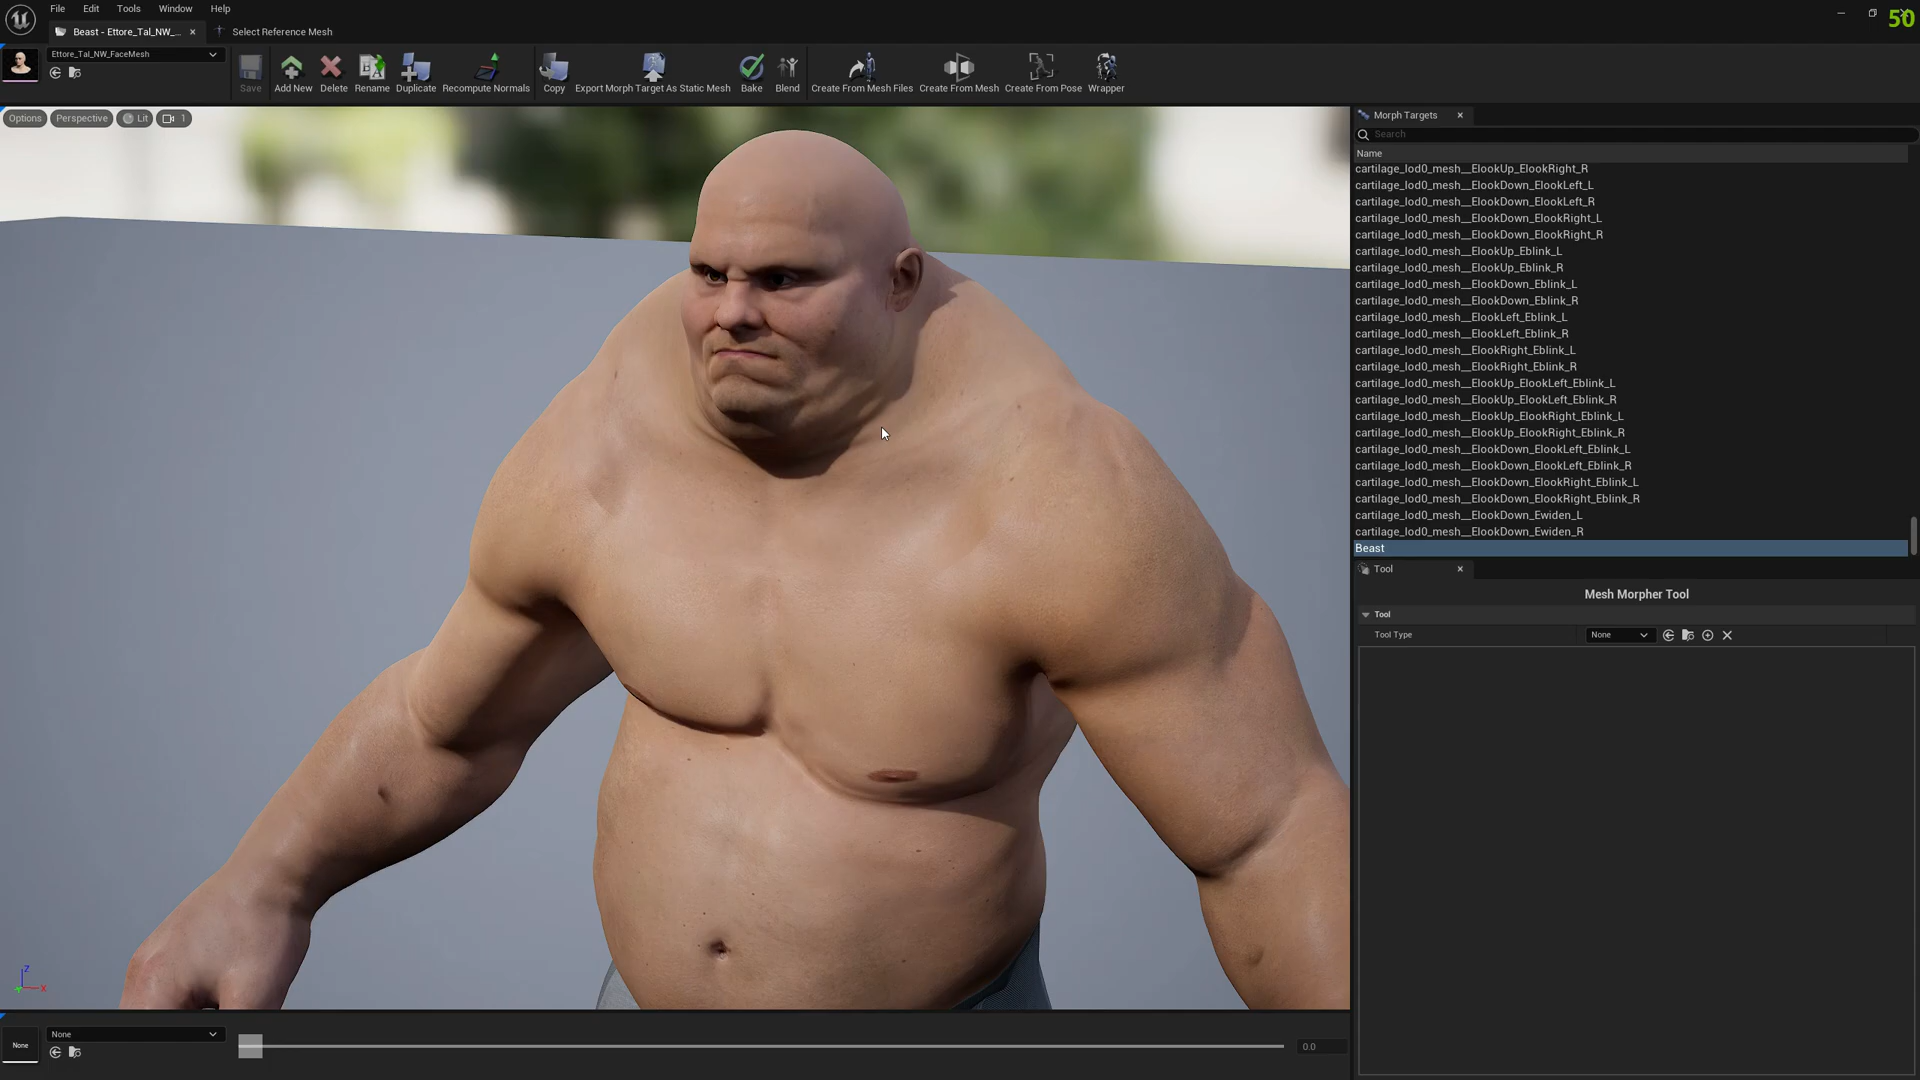 File Edit Tools Window Help
50
Beast - Ettore_Tal_NW_...
Select Reference Mesh
Ettore_Tal_NW_FaceMesh
Save
Add New
Delete
Rename
Duplicate
Recompute Normals
Copy
Export Morph Target As Static Mesh
Bake
Blend
Create From Mesh Files
Create From Mesh
Create From Pose
Wrapper
Options
Perspective
Lit
1
Morph Targets
Search
Name
cartilage_lod0_mesh__ElookUp_ElookRight_R
cartilage_lod0_mesh__ElookDown_ElookLeft_L
cartilage_lod0_mesh__ElookDown_ElookLeft_R
cartilage_lod0_mesh__ElookDown_ElookRight_L
cartilage_lod0_mesh__ElookDown_ElookRight_R
cartilage_lod0_mesh__ElookUp_Eblink_L
cartilage_lod0_mesh__ElookUp_Eblink_R
cartilage_lod0_mesh__ElookDown_Eblink_L
cartilage_lod0_mesh__ElookDown_Eblink_R
cartilage_lod0_mesh__ElookLeft_Eblink_L
cartilage_lod0_mesh__ElookLeft_Eblink_R
cartilage_lod0_mesh__ElookRight_Eblink_L
cartilage_lod0_mesh__ElookRight_Eblink_R
cartilage_lod0_mesh__ElookUp_ElookLeft_Eblink_L
cartilage_lod0_mesh__ElookUp_ElookLeft_Eblink_R
cartilage_lod0_mesh__ElookUp_ElookRight_Eblink_L
cartilage_lod0_mesh__ElookUp_ElookRight_Eblink_R
cartilage_lod0_mesh__ElookDown_ElookLeft_Eblink_L
cartilage_lod0_mesh__ElookDown_ElookLeft_Eblink_R
cartilage_lod0_mesh__ElookDown_ElookRight_Eblink_L
cartilage_lod0_mesh__ElookDown_ElookRight_Eblink_R
cartilage_lod0_mesh__ElookDown_Ewiden_L
cartilage_lod0_mesh__ElookDown_Ewiden_R
Beast
Tool
Mesh Morpher Tool
Tool
Tool Type
None
Z
X
Y
None
None
0.0